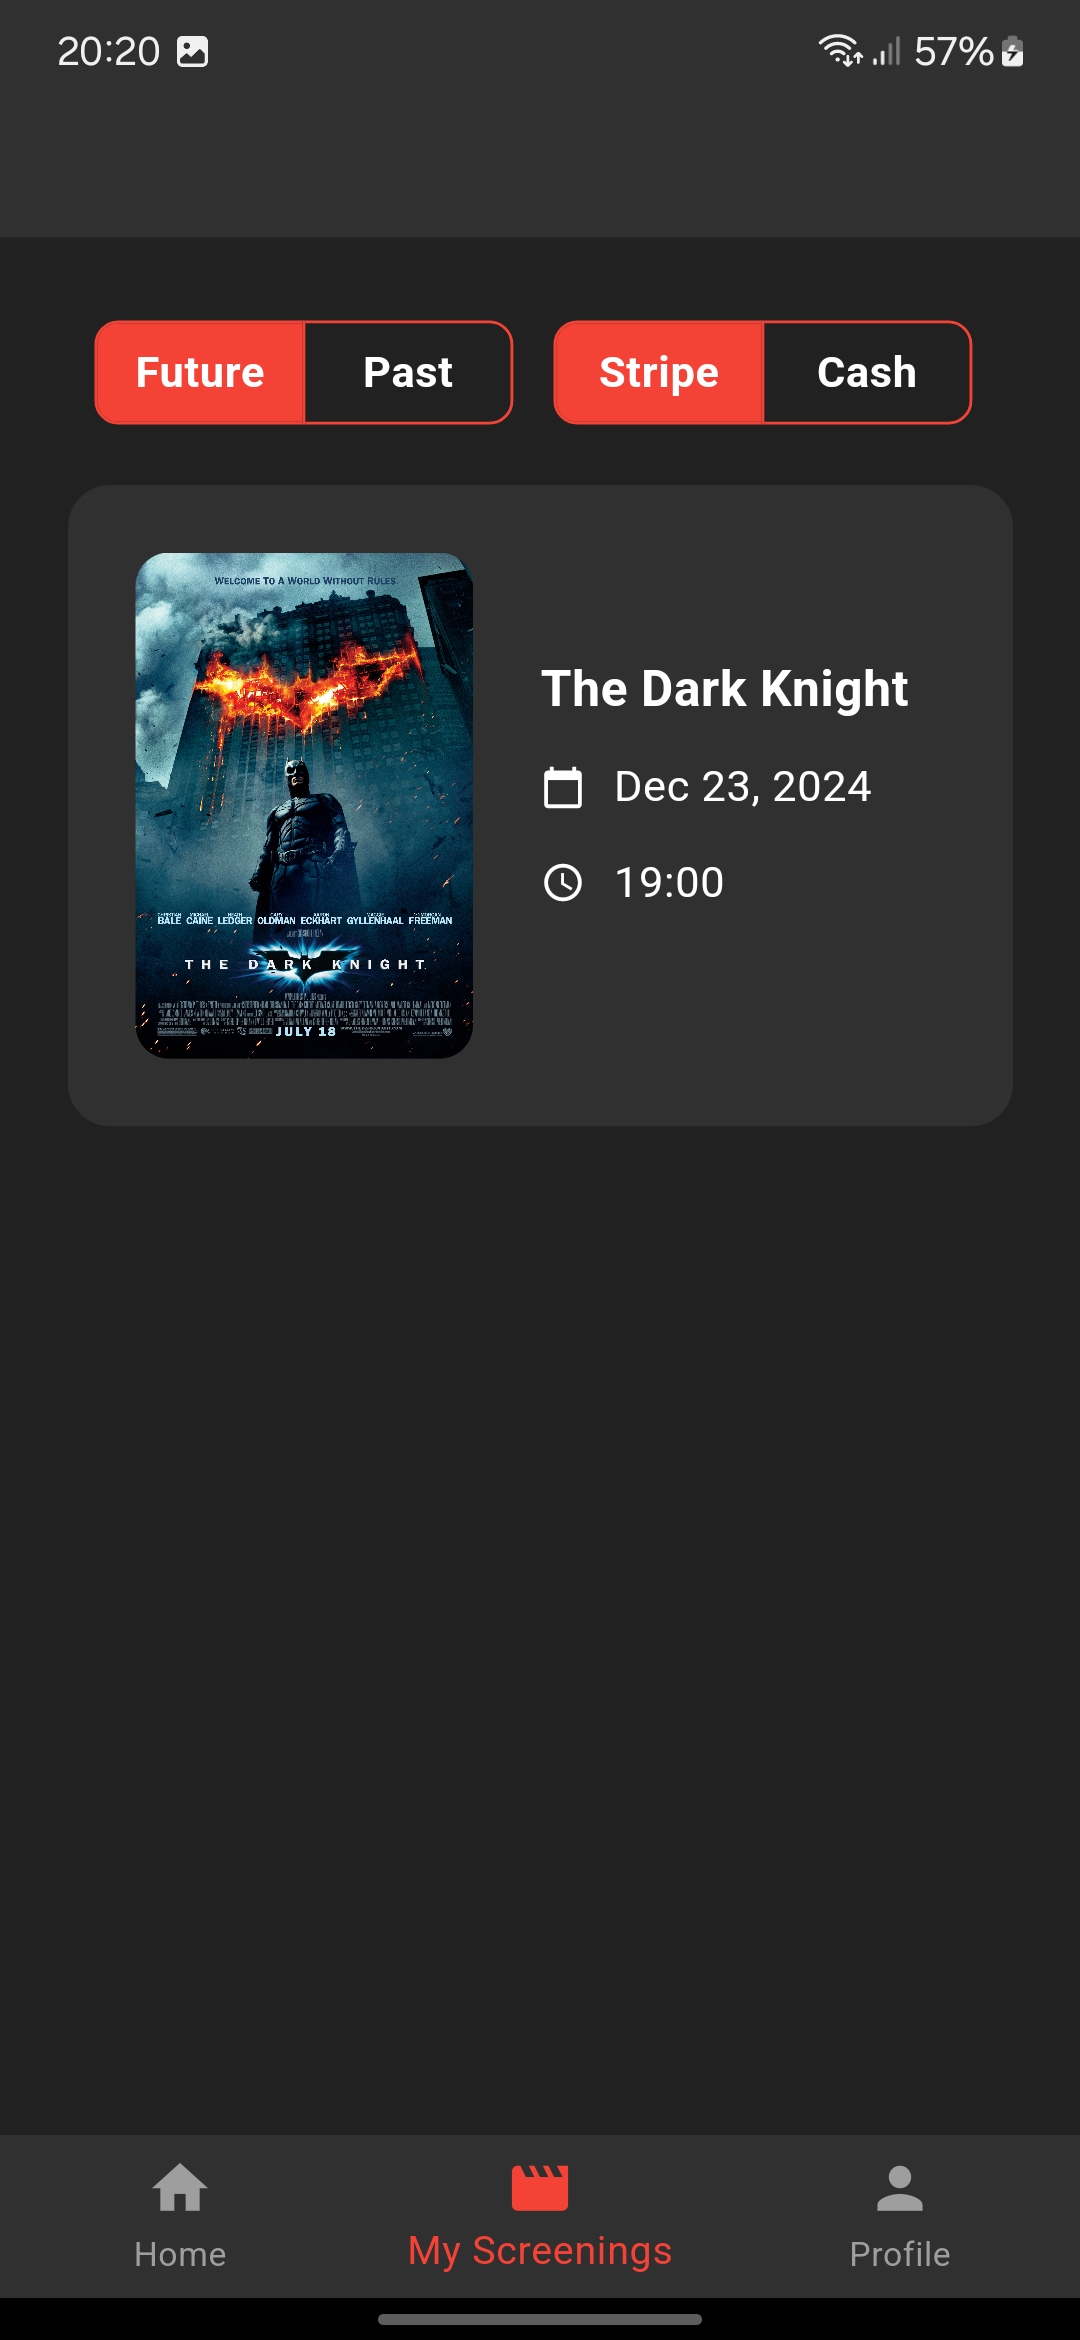 20:20
57%
Future Past Stripe Cash
WELCOME TO A WORLD WITHOUT RULES
The Dark Knight
Dec 23, 2024
19:00
BALE CAINE LEDGER OLDMAN ECKHART GYLLENHAAL FREEMAN
THE DARK KNIGHT
JULY 18
Home My Screenings Profile